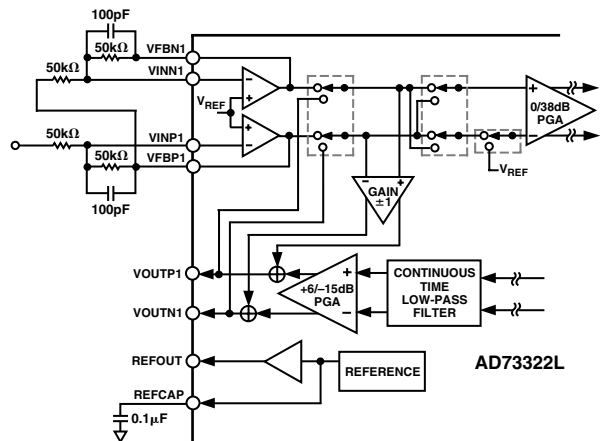 100pF
50kΩ
VFBN1
50kΩ
VINN1
VREF
50kΩ
VINP1
50kΩ
VFBP1
100pF
0/38dB
PGA
VREF
GAIN
±1
VOUTP1
+6/–15dB
PGA
CONTINUOUS
TIME
LOW-PASS
FILTER
VOUTN1
REFOUT
REFERENCE
AD73322L
REFCAP
0.1μF